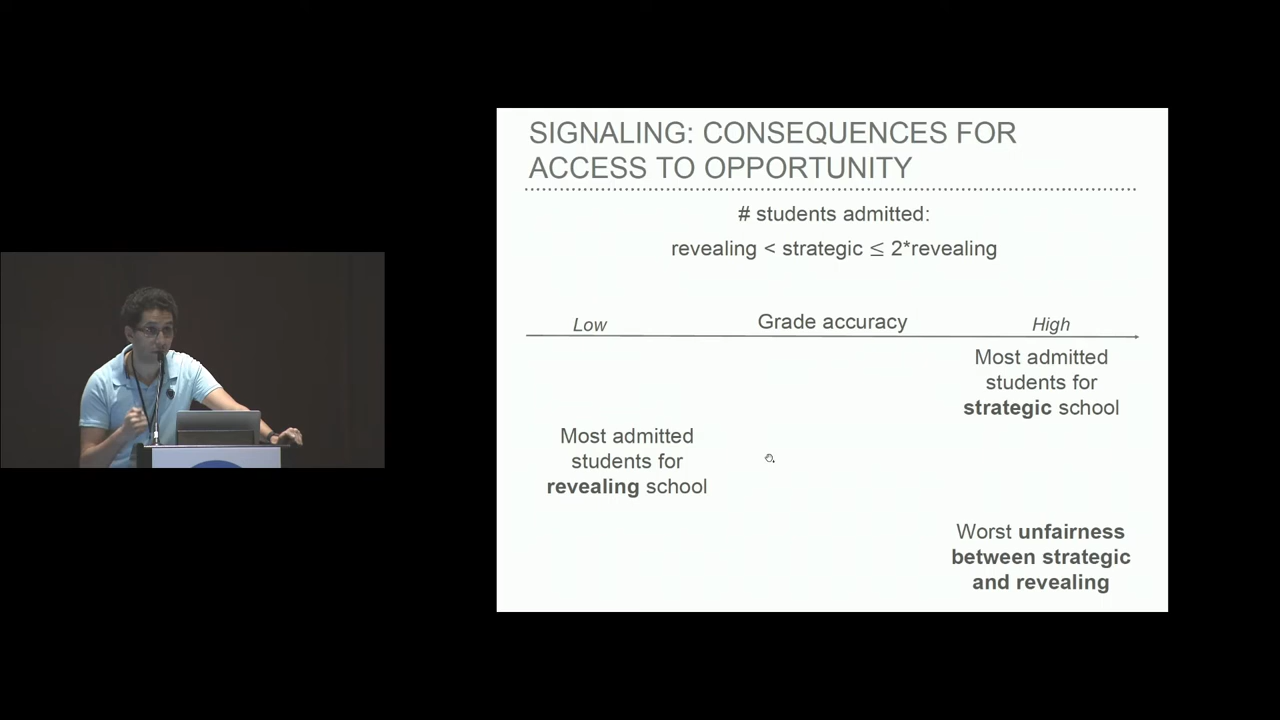 SIGNALING: CONSEQUENCES FOR
ACCESS TO OPPORTUNITY
# students admitted:
revealing < strategic ≤ 2*revealing
Low
Grade accuracy
High
Most admitted
students for
strategic school
Most admitted
students for
revealing school
Worst unfairness
between strategic
and revealing